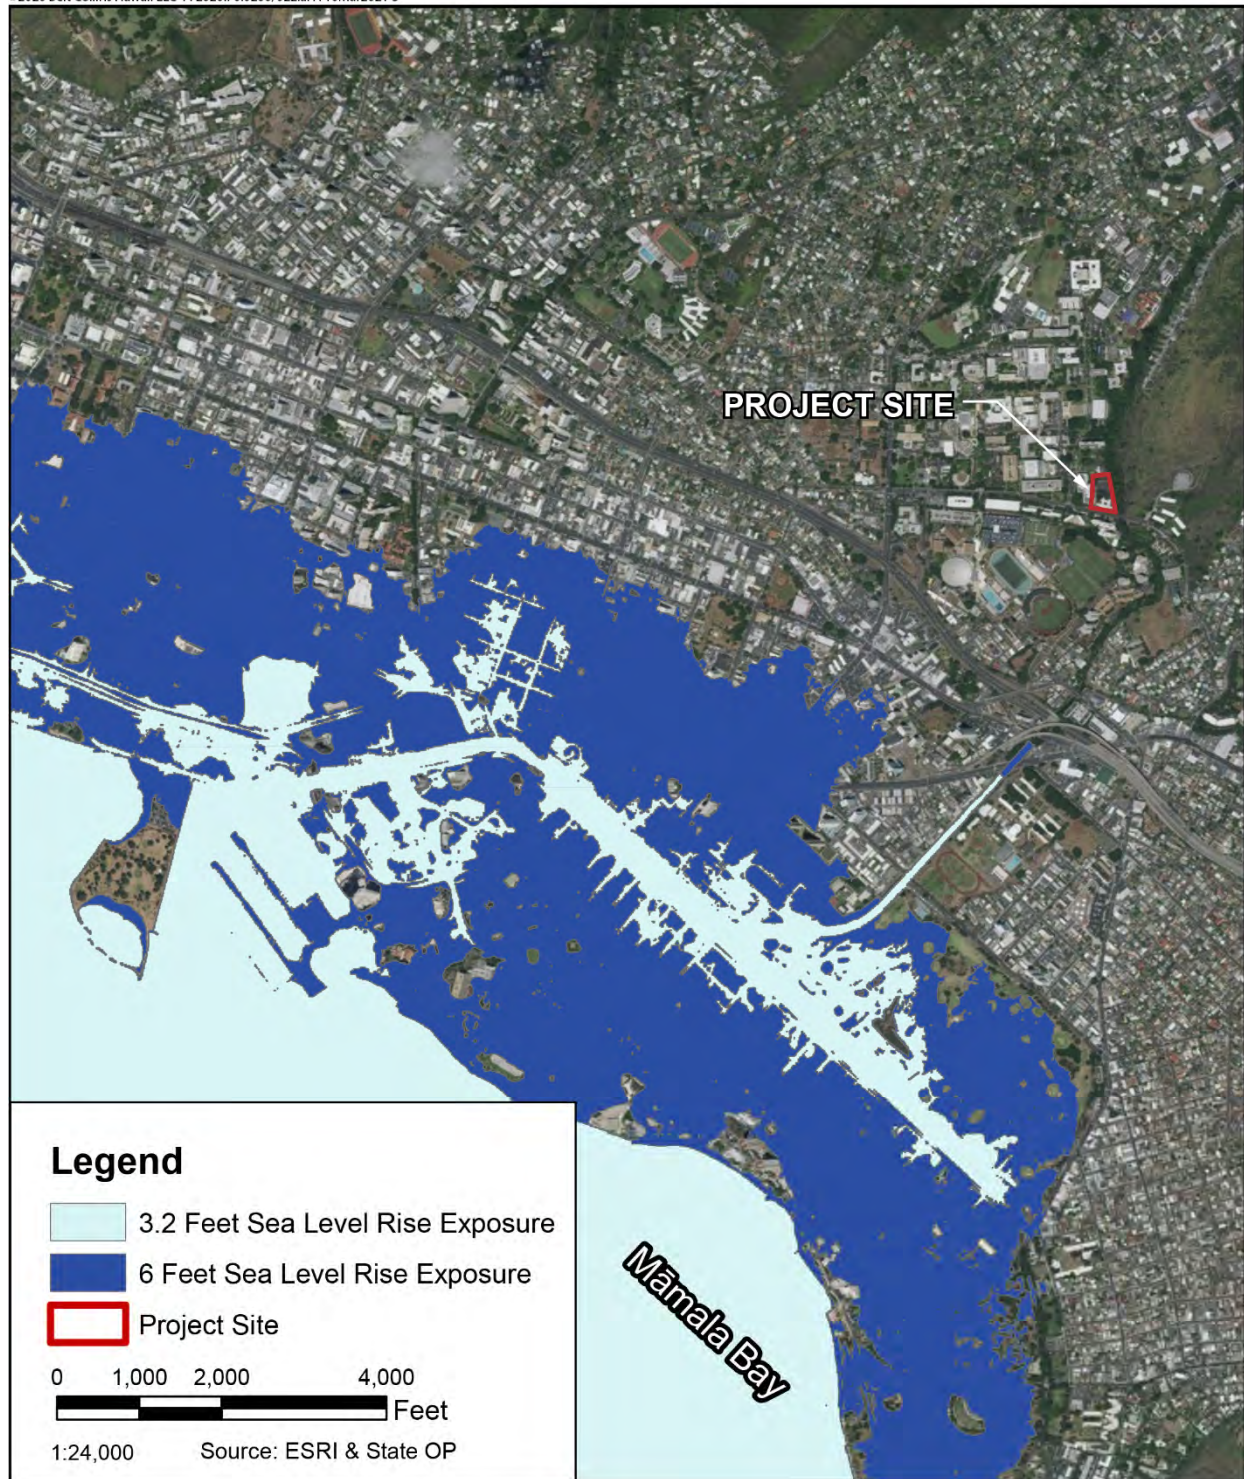 PROJECT SITE
Māmala Bay
Legend
3.2 Feet Sea Level Rise Exposure
6 Feet Sea Level Rise Exposure
Project Site
0 1,000 2,000 4,000
Feet
1:24,000 Source: ESRI & State OP